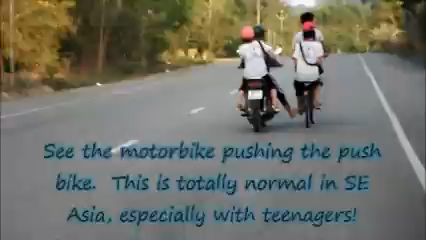 See the motorbike pushing the push
bike.  This is totally normal in SE
Asia, especially with teenagers!